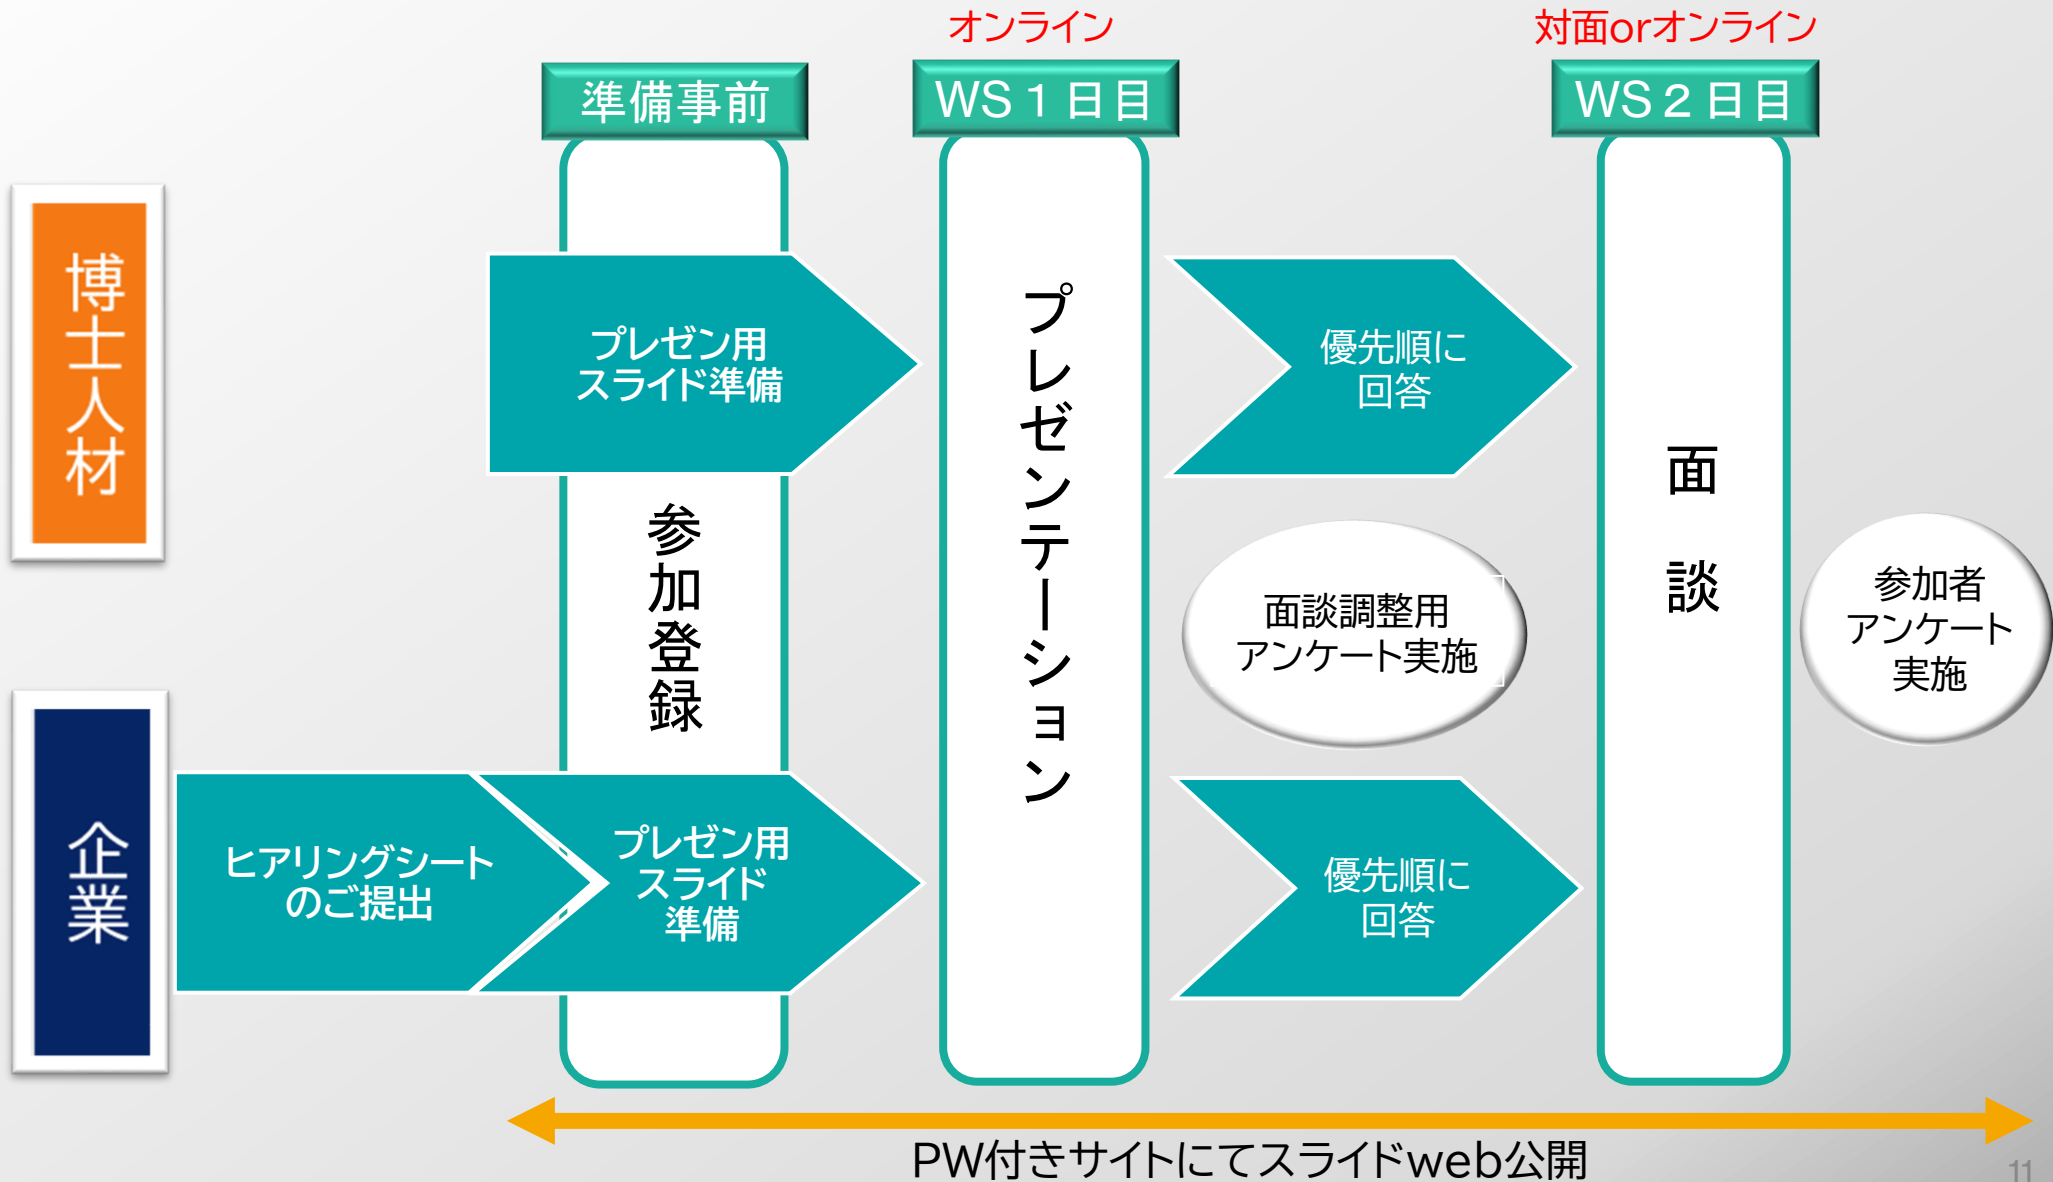 オンライン
対面orオンライン
準備事前
WS１日目
WS２日目
博士人材
プレゼン用
スライド準備
参加登録
プレゼンテーション
優先順に
回答
面談調整用
アンケート実施
面談
参加者
アンケート
実施
企業
ヒアリングシート
のご提出
プレゼン用
スライド
準備
優先順に
回答
PW付きサイトにてスライドweb公開
11